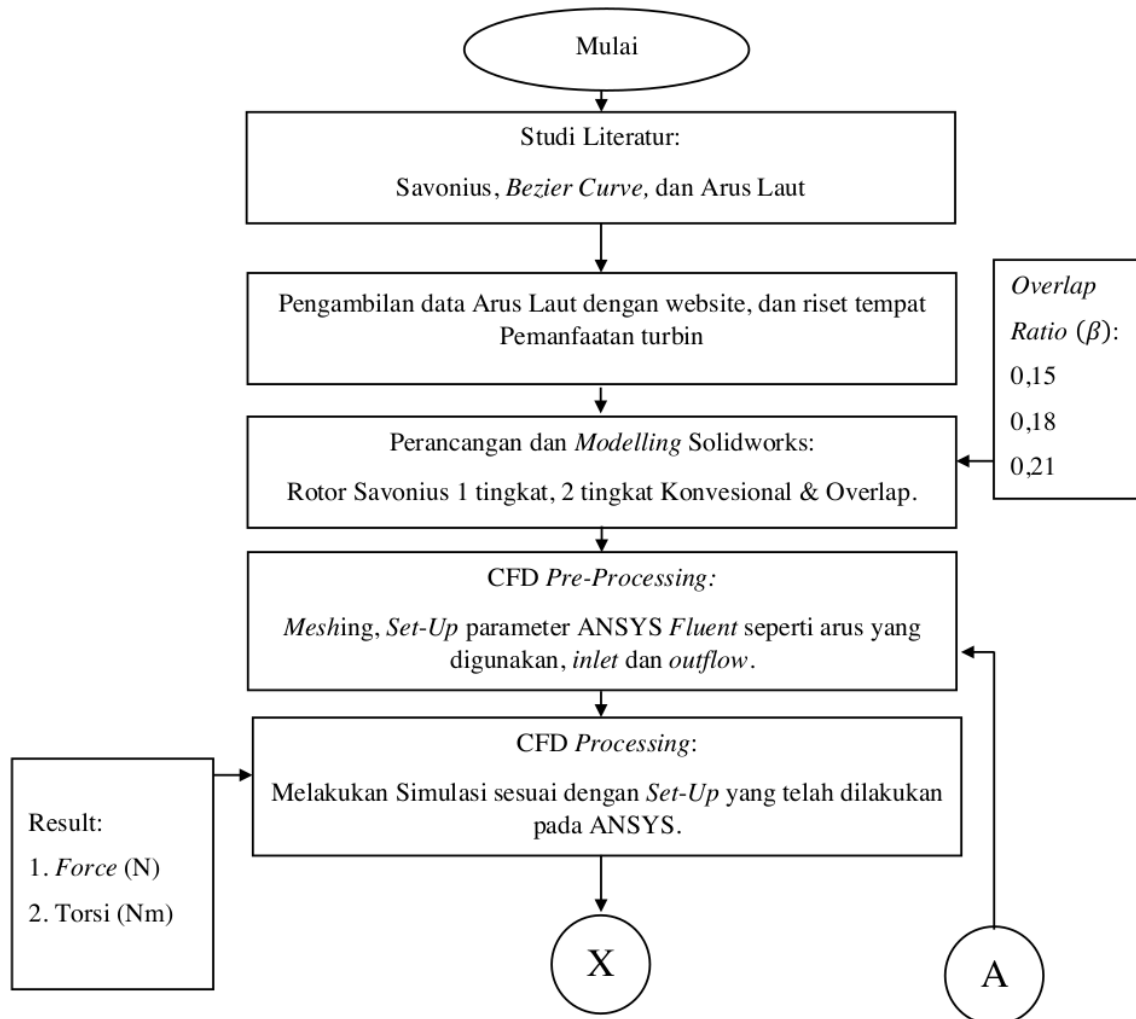 Mulai
Studi Literatur:
Savonius, Bezier Curve, dan Arus Laut
Pengambilan data Arus Laut dengan website, dan riset tempat
Pemanfaatan turbin
Overlap
Ratio (β):
0,15
0,18
0,21
Perancangan dan Modelling Solidworks:
Rotor Savonius 1 tingkat, 2 tingkat Konvesional & Overlap.
CFD Pre-Processing:
Meshing, Set-Up parameter ANSYS Fluent seperti arus yang
digunakan, inlet dan outflow.
CFD Processing:
Melakukan Simulasi sesuai dengan Set-Up yang telah dilakukan
pada ANSYS.
Result:
1. Force (N)
2. Torsi (Nm)
X
A